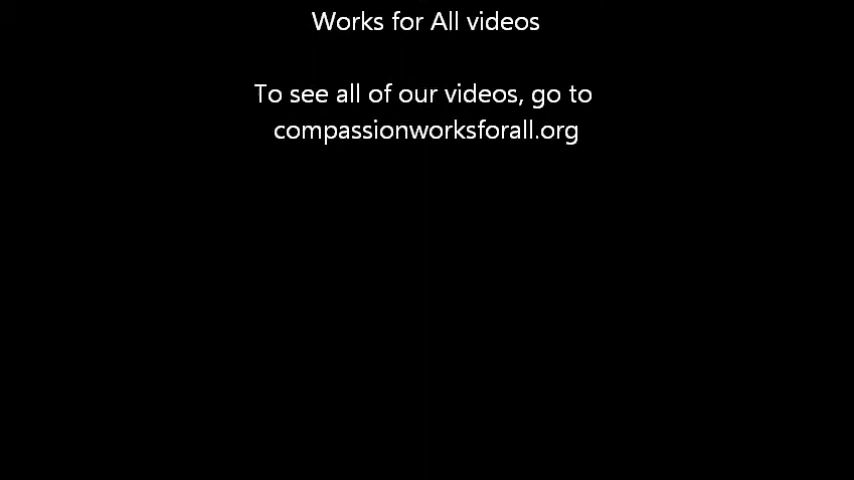 Works for All videos
To see all of our videos, go to
compassionworksforall.org